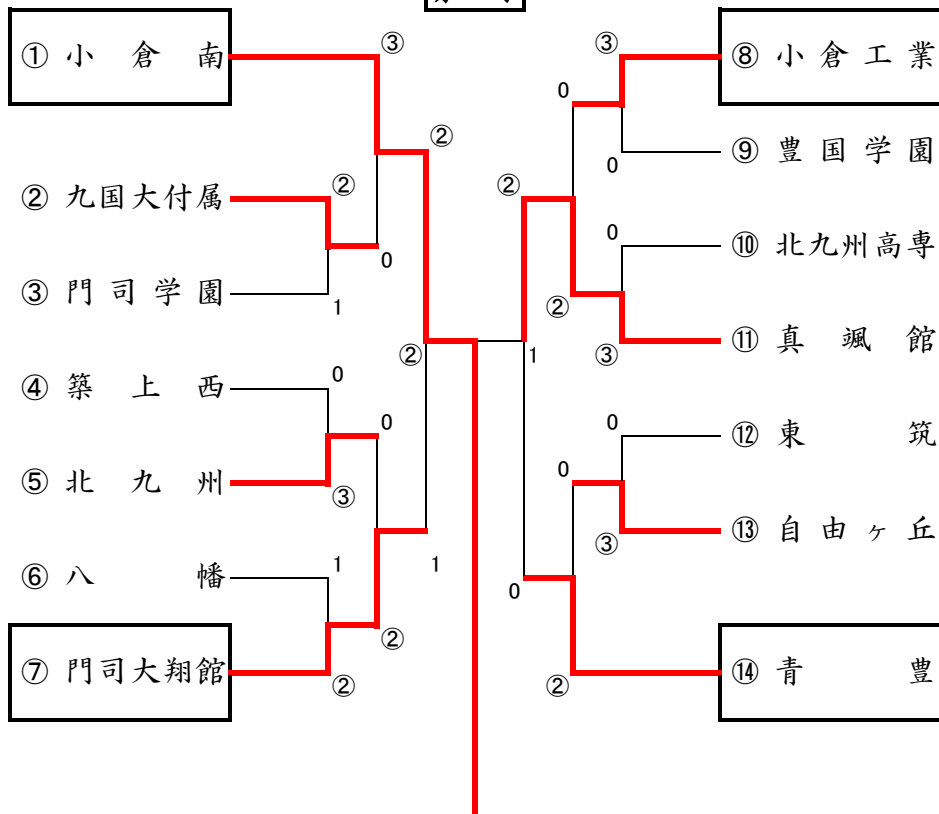 ① 小倉南
② 九国大付属
③ 門司学園
④ 築上西
⑤ 北九州
⑥ 八幡
⑦ 門司大翔館
⑧ 小倉工業
⑨ 豊国学園
⑩ 北九州高専
⑪ 真颯館
⑫ 東筑
⑬ 自由ヶ丘
⑭ 青豊
③
②
②
0
1
0
0
③
1
②
②
1
②
③
0
0
②
0
②
③
1
0
0
③
0
②